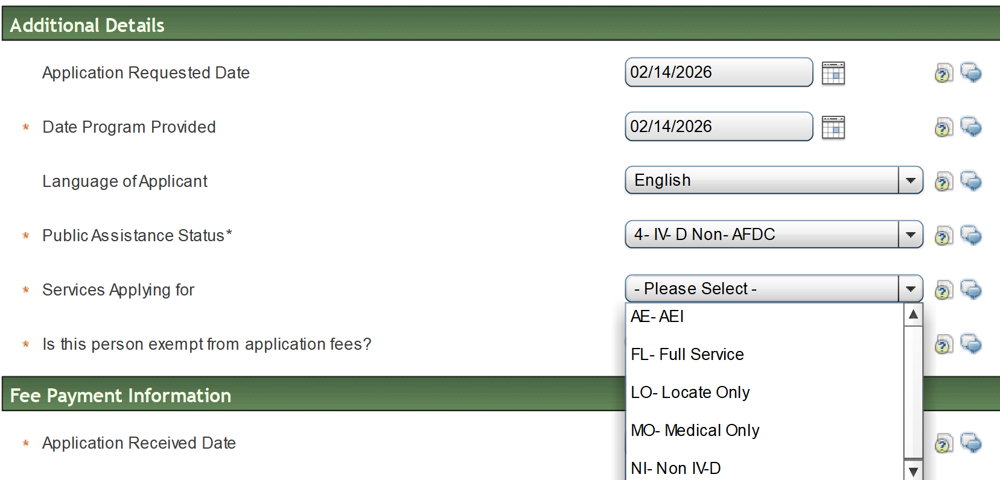 Additional Details
Application Requested Date 02/14/2026
* Date Program Provided 02/14/2026
Language of Applicant English
* Public Assistance Status* 4- IV- D Non- AFDC
* Services Applying for - Please Select -
AE- AEI
* Is this person exempt from application fees?
FL- Full Service
Fee Payment Information
LO- Locate Only
MO- Medical Only
* Application Received Date
NI- Non IV-D